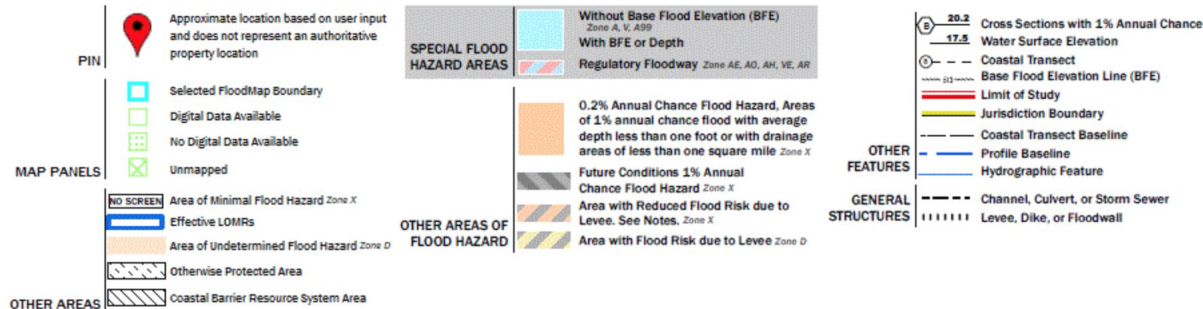 PIN
Approximate location based on user input
and does not represent an authoritative
property location
MAP PANELS
Selected FloodMap Boundary
Digital Data Available
No Digital Data Available
Unmapped
OTHER AREAS
NO SCREEN Area of Minimal Flood Hazard Zone X
Effective LOMRs
Area of Undetermined Flood Hazard Zone D
Otherwise Protected Area
Coastal Barrier Resource System Area
SPECIAL FLOOD
HAZARD AREAS
Without Base Flood Elevation (BFE)
Zone A, V, A99
With BFE or Depth
Regulatory Floodway Zone AE, AO, AH, VE, AR
OTHER AREAS OF
FLOOD HAZARD
0.2% Annual Chance Flood Hazard, Areas
of 1% annual chance flood with average
depth less than one foot or with drainage
areas of less than one square mile Zone X
Future Conditions 1% Annual
Chance Flood Hazard Zone X
Area with Reduced Flood Risk due to
Levee. See Notes. Zone X
Area with Flood Risk due to Levee Zone D
OTHER
FEATURES
B 20.2 Cross Sections with 1% Annual Chance
17.5 Water Surface Elevation
Coastal Transect
Base Flood Elevation Line (BFE)
Limit of Study
Jurisdiction Boundary
Coastal Transect Baseline
Profile Baseline
Hydrographic Feature
GENERAL
STRUCTURES
Channel, Culvert, or Storm Sewer
Levee, Dike, or Floodwall